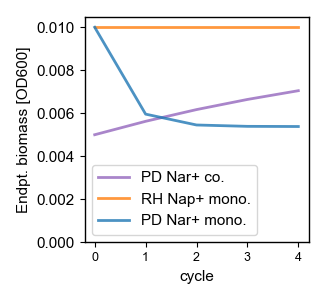 Endpt. biomass [OD600]
0.010
0.008
0.006
0.004
0.002
0.000
PD Nar+ co.
RH Nap+ mono.
PD Nar+ mono.
0 1 2 3 4
cycle